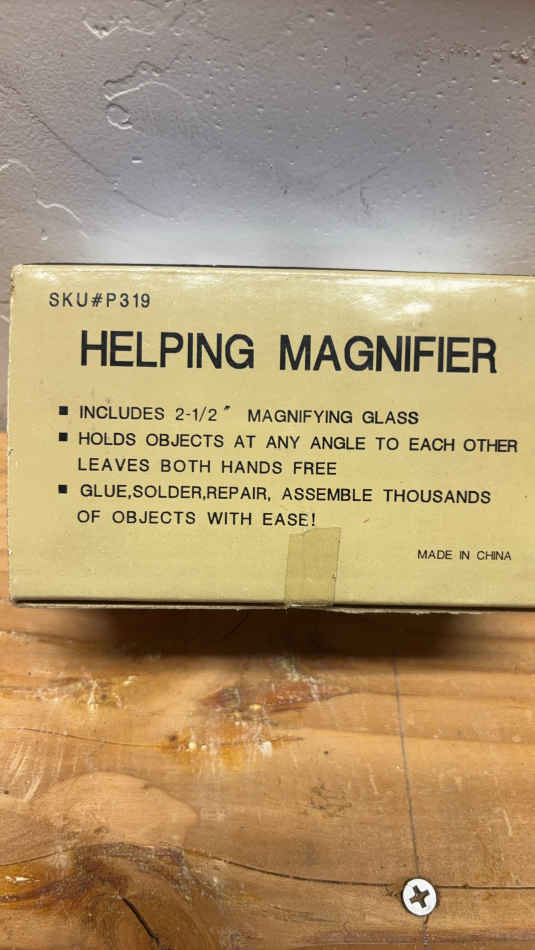 SKU#P319
HELPING MAGNIFIER
■ INCLUDES 2-1/2″ MAGNIFYING GLASS
■ HOLDS OBJECTS AT ANY ANGLE TO EACH OTHER
LEAVES BOTH HANDS FREE
■ GLUE,SOLDER,REPAIR, ASSEMBLE THOUSANDS
OF OBJECTS WITH EASE!
MADE IN CHINA